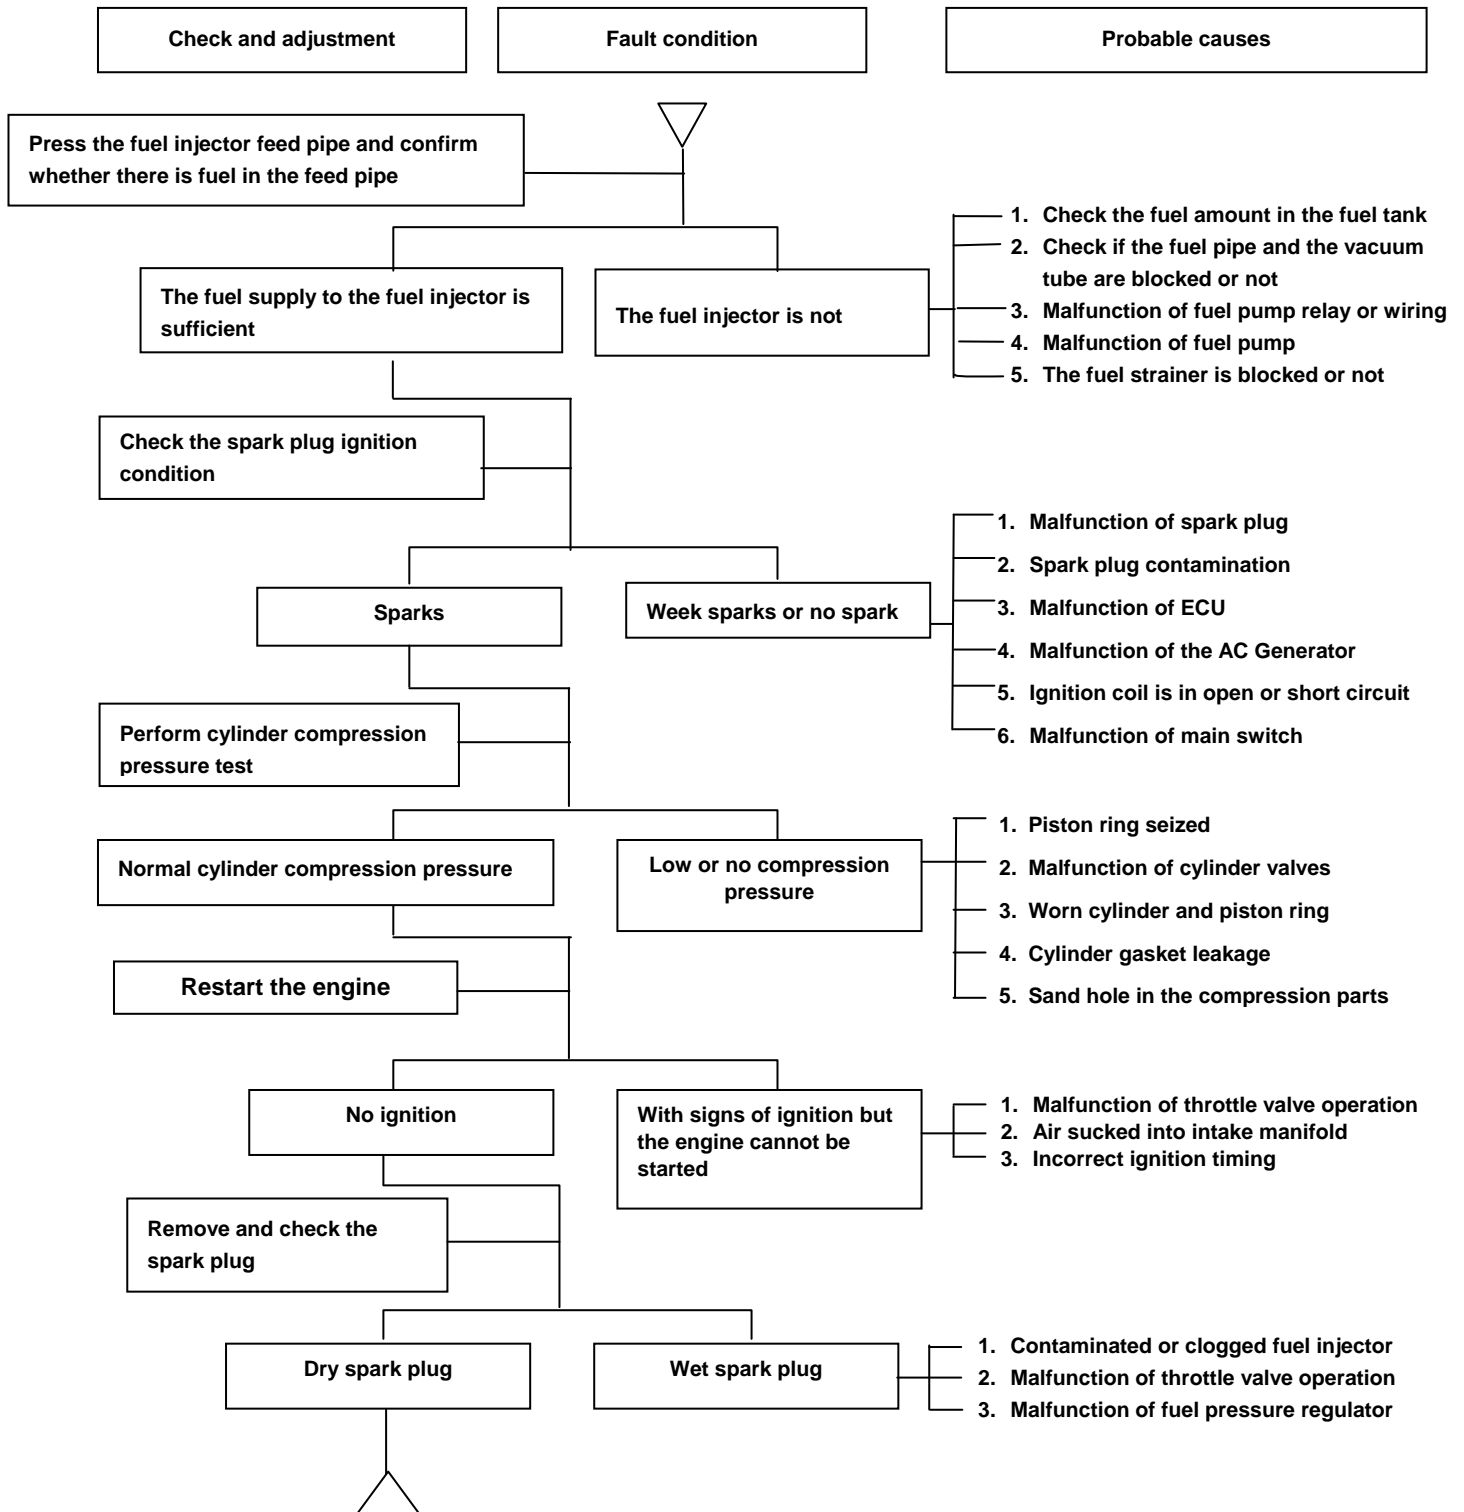 Check and adjustment
Fault condition
Probable causes
Press the fuel injector feed pipe and confirm
whether there is fuel in the feed pipe
The fuel supply to the fuel injector is
sufficient
The fuel injector is not
1. Check the fuel amount in the fuel tank
2. Check if the fuel pipe and the vacuum
tube are blocked or not
3. Malfunction of fuel pump relay or wiring
4. Malfunction of fuel pump
5. The fuel strainer is blocked or not
Check the spark plug ignition
condition
Sparks
Week sparks or no spark
1. Malfunction of spark plug
2. Spark plug contamination
3. Malfunction of ECU
4. Malfunction of the AC Generator
5. Ignition coil is in open or short circuit
6. Malfunction of main switch
Perform cylinder compression
pressure test
Normal cylinder compression pressure
Low or no compression
pressure
1. Piston ring seized
2. Malfunction of cylinder valves
3. Worn cylinder and piston ring
4. Cylinder gasket leakage
5. Sand hole in the compression parts
Restart the engine
No ignition
With signs of ignition but
the engine cannot be
started
1. Malfunction of throttle valve operation
2. Air sucked into intake manifold
3. Incorrect ignition timing
Remove and check the
spark plug
Dry spark plug
Wet spark plug
1. Contaminated or clogged fuel injector
2. Malfunction of throttle valve operation
3. Malfunction of fuel pressure regulator